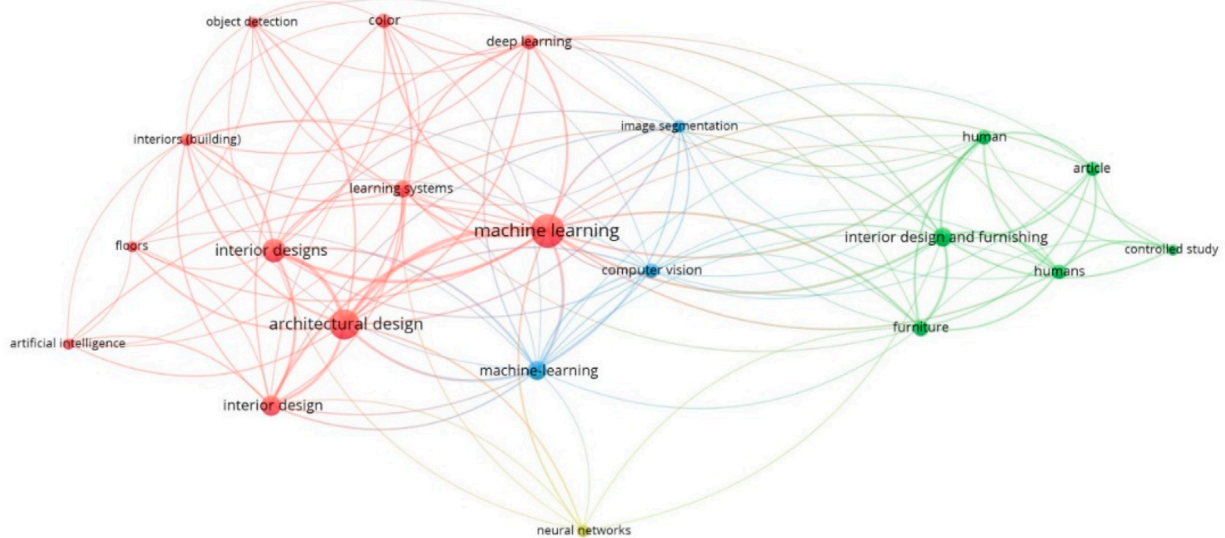 object detection
color
deep learning
image segmentation
interiors (building)
human
article
learning systems
machine learning
interior design and furnishing
floors
interior designs
controlled study
computer vision
humans
architectural design
furniture
artificial intelligence
machine-learning
interior design
neural networks